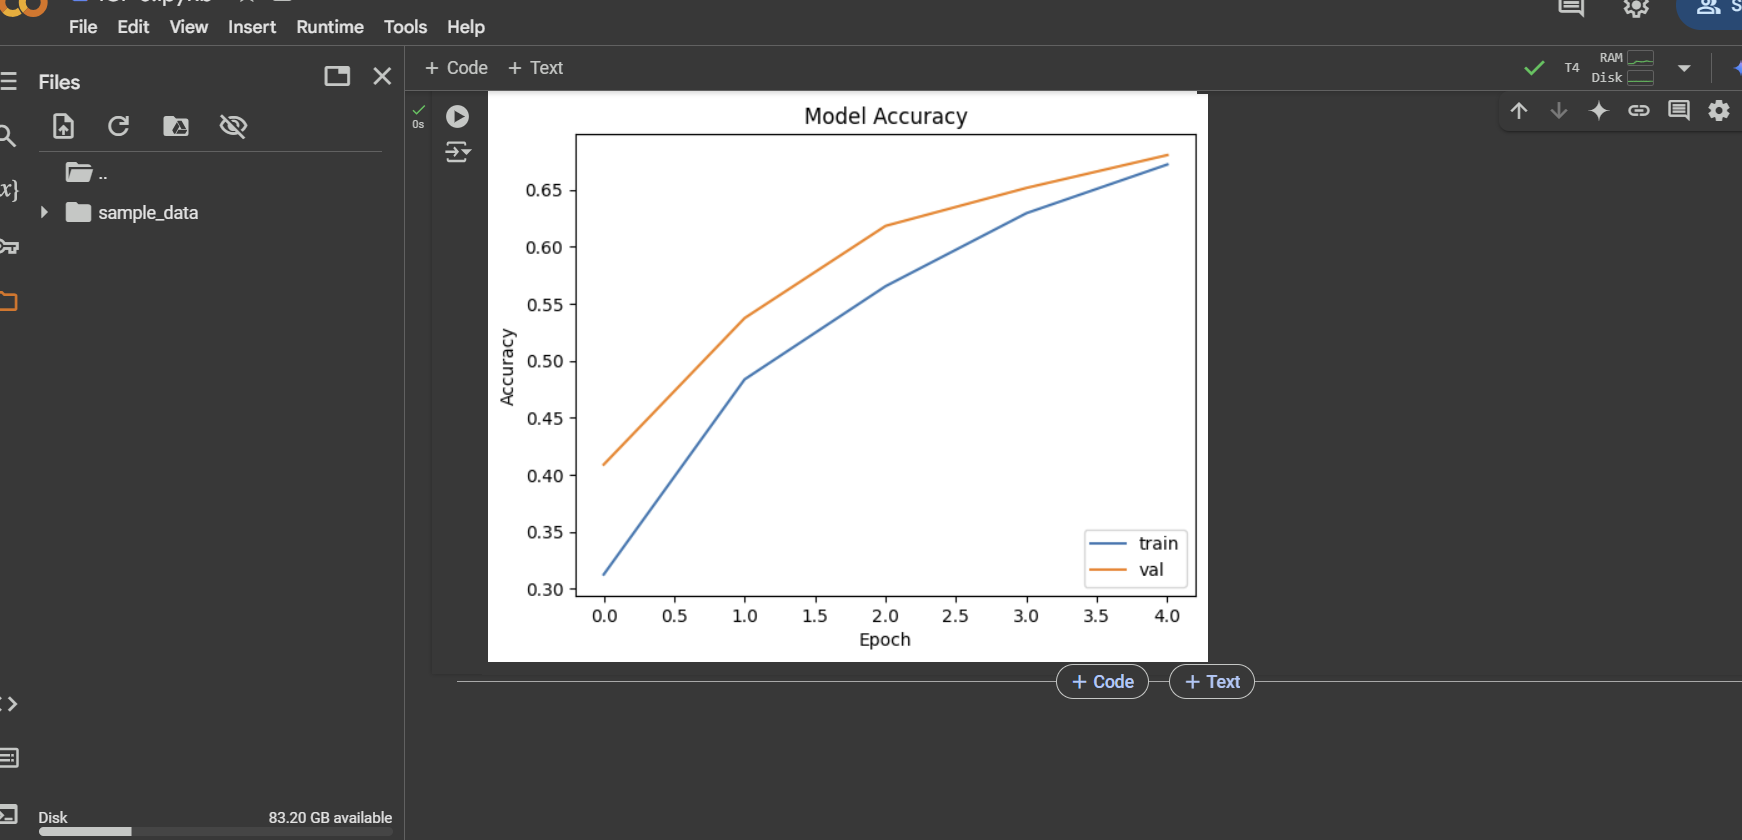 File Edit View Insert Runtime Tools Help
Files
+ Code + Text
T4
RAM
Disk
..
sample_data
0s
Model Accuracy
Accuracy
0.65
0.60
0.55
0.50
0.45
0.40
0.35
0.30
train
val
0.0 0.5 1.0 1.5 2.0 2.5 3.0 3.5 4.0
Epoch
+ Code + Text
Disk 83.20 GB available